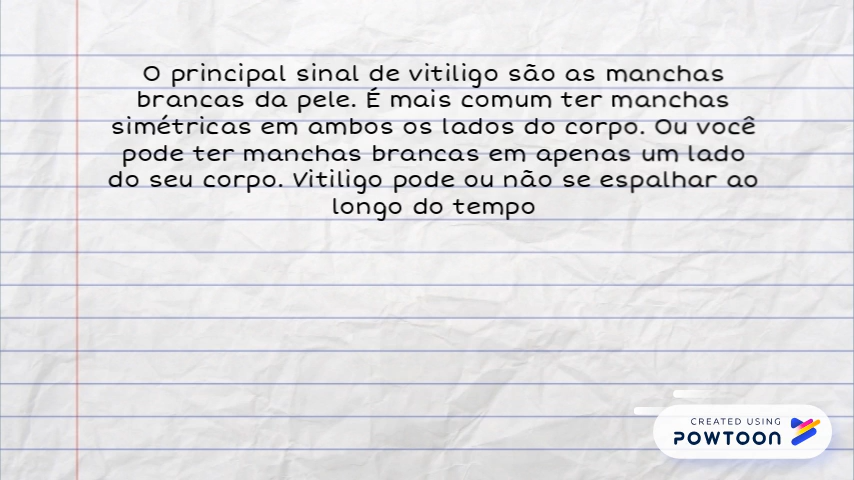 O principal sinal de vitiligo são as manchas
brancas da pele. É mais comum ter manchas
simétricas em ambos os lados do corpo. Ou você
pode ter manchas brancas em apenas um lado
do seu corpo. Vitiligo pode ou não se espalhar ao
longo do tempo
CREATED USING
POWTOON